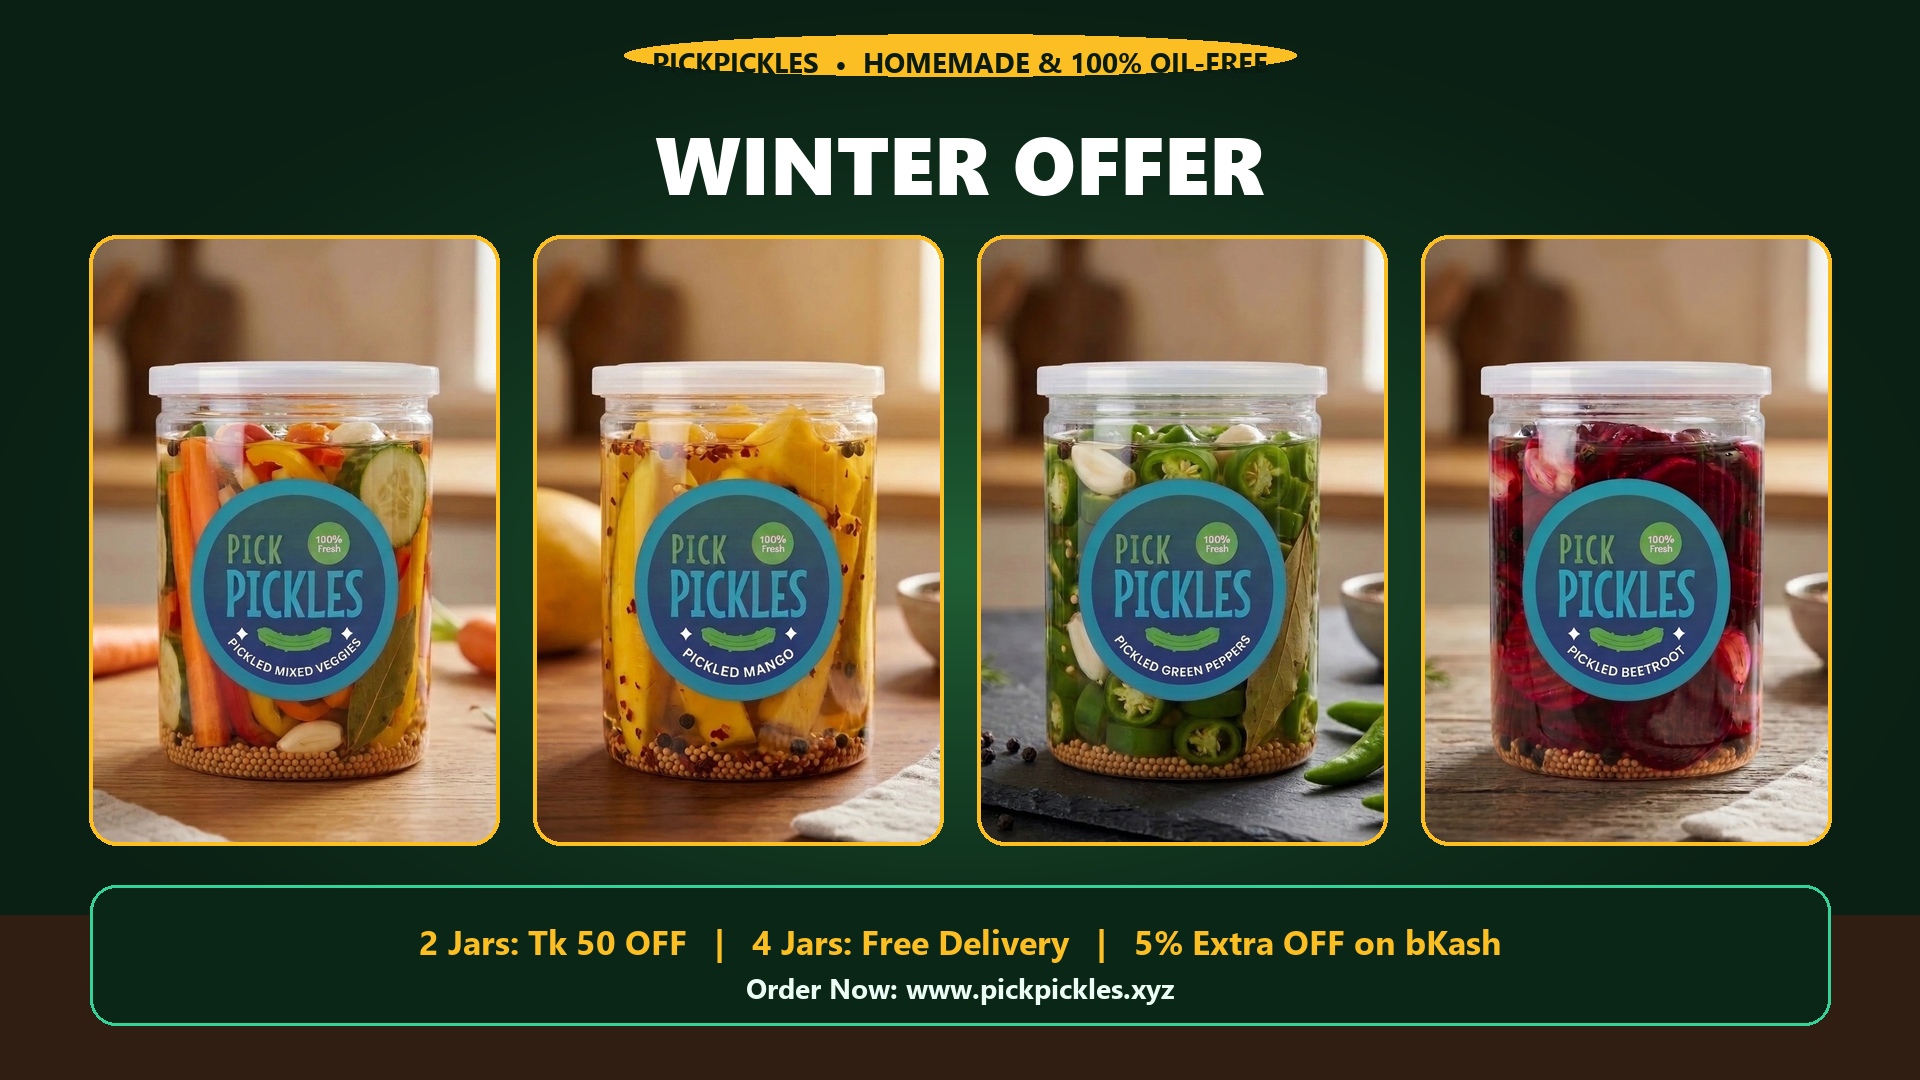 PICKPICKLES • HOMEMADE & 100% OIL-FREE
WINTER OFFER
PICK
100%
Fresh
PICKLES
PICKLED MIXED VEGGIES
PICK
100%
Fresh
PICKLES
PICKLED MANGO
PICK
100%
Fresh
PICKLES
PICKLED GREEN PEPPERS
PICK
100%
Fresh
PICKLES
PICKLED BEETROOT
2 Jars: Tk 50 OFF | 4 Jars: Free Delivery | 5% Extra OFF on bKash
Order Now: www.pickpickles.xyz